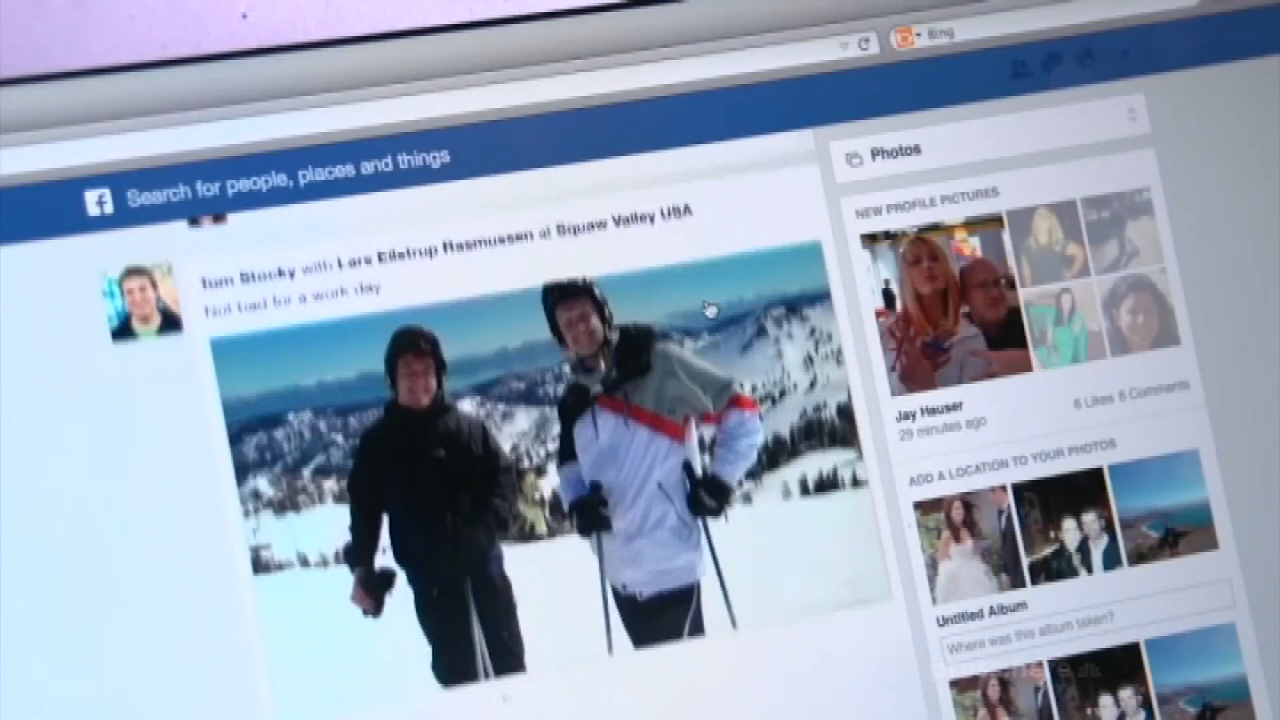 Bing
Search for people, places and things
Photos
Tom Stocky with Lars Eilstrup Rasmussen at Squaw Valley USA
Not bad for a work day
NEW PROFILE PICTURES
Jay Hauser
6 Likes 6 Comments
29 minutes ago
ADD A LOCATION TO YOUR PHOTOS
Untitled Album
Where was this album taken?